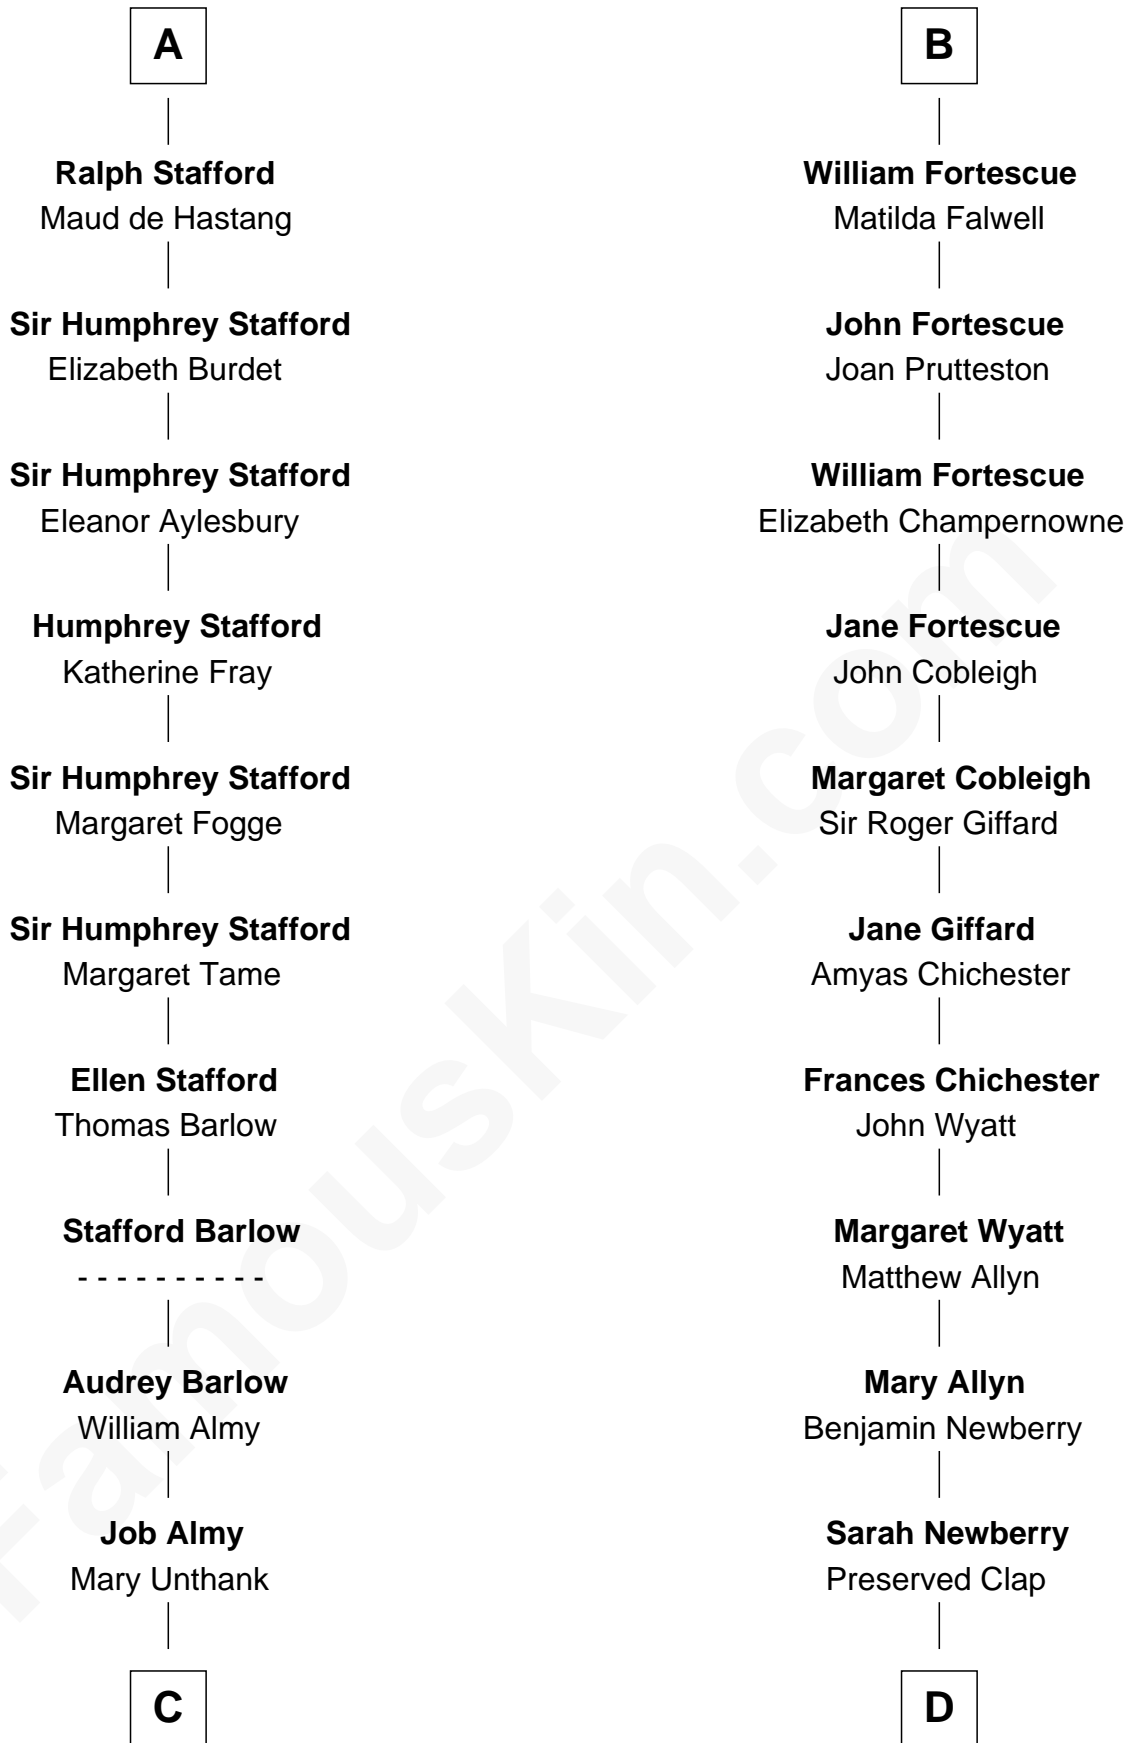 A
Ralph Stafford
Maud de Hastang
Sir Humphrey Stafford
Elizabeth Burdet
Sir Humphrey Stafford
Eleanor Aylesbury
Humphrey Stafford
Katherine Fray
Sir Humphrey Stafford
Margaret Fogge
Sir Humphrey Stafford
Margaret Tame
Ellen Stafford
Thomas Barlow
Stafford Barlow
- - - - - - - - - -
Audrey Barlow
William Almy
Job Almy
Mary Unthank
C
B
William Fortescue
Matilda Falwell
John Fortescue
Joan Prutteston
William Fortescue
Elizabeth Champernowne
Jane Fortescue
John Cobleigh
Margaret Cobleigh
Sir Roger Giffard
Jane Giffard
Amyas Chichester
Frances Chichester
John Wyatt
Margaret Wyatt
Matthew Allyn
Mary Allyn
Benjamin Newberry
Sarah Newberry
Preserved Clap
D
FamousKin.com